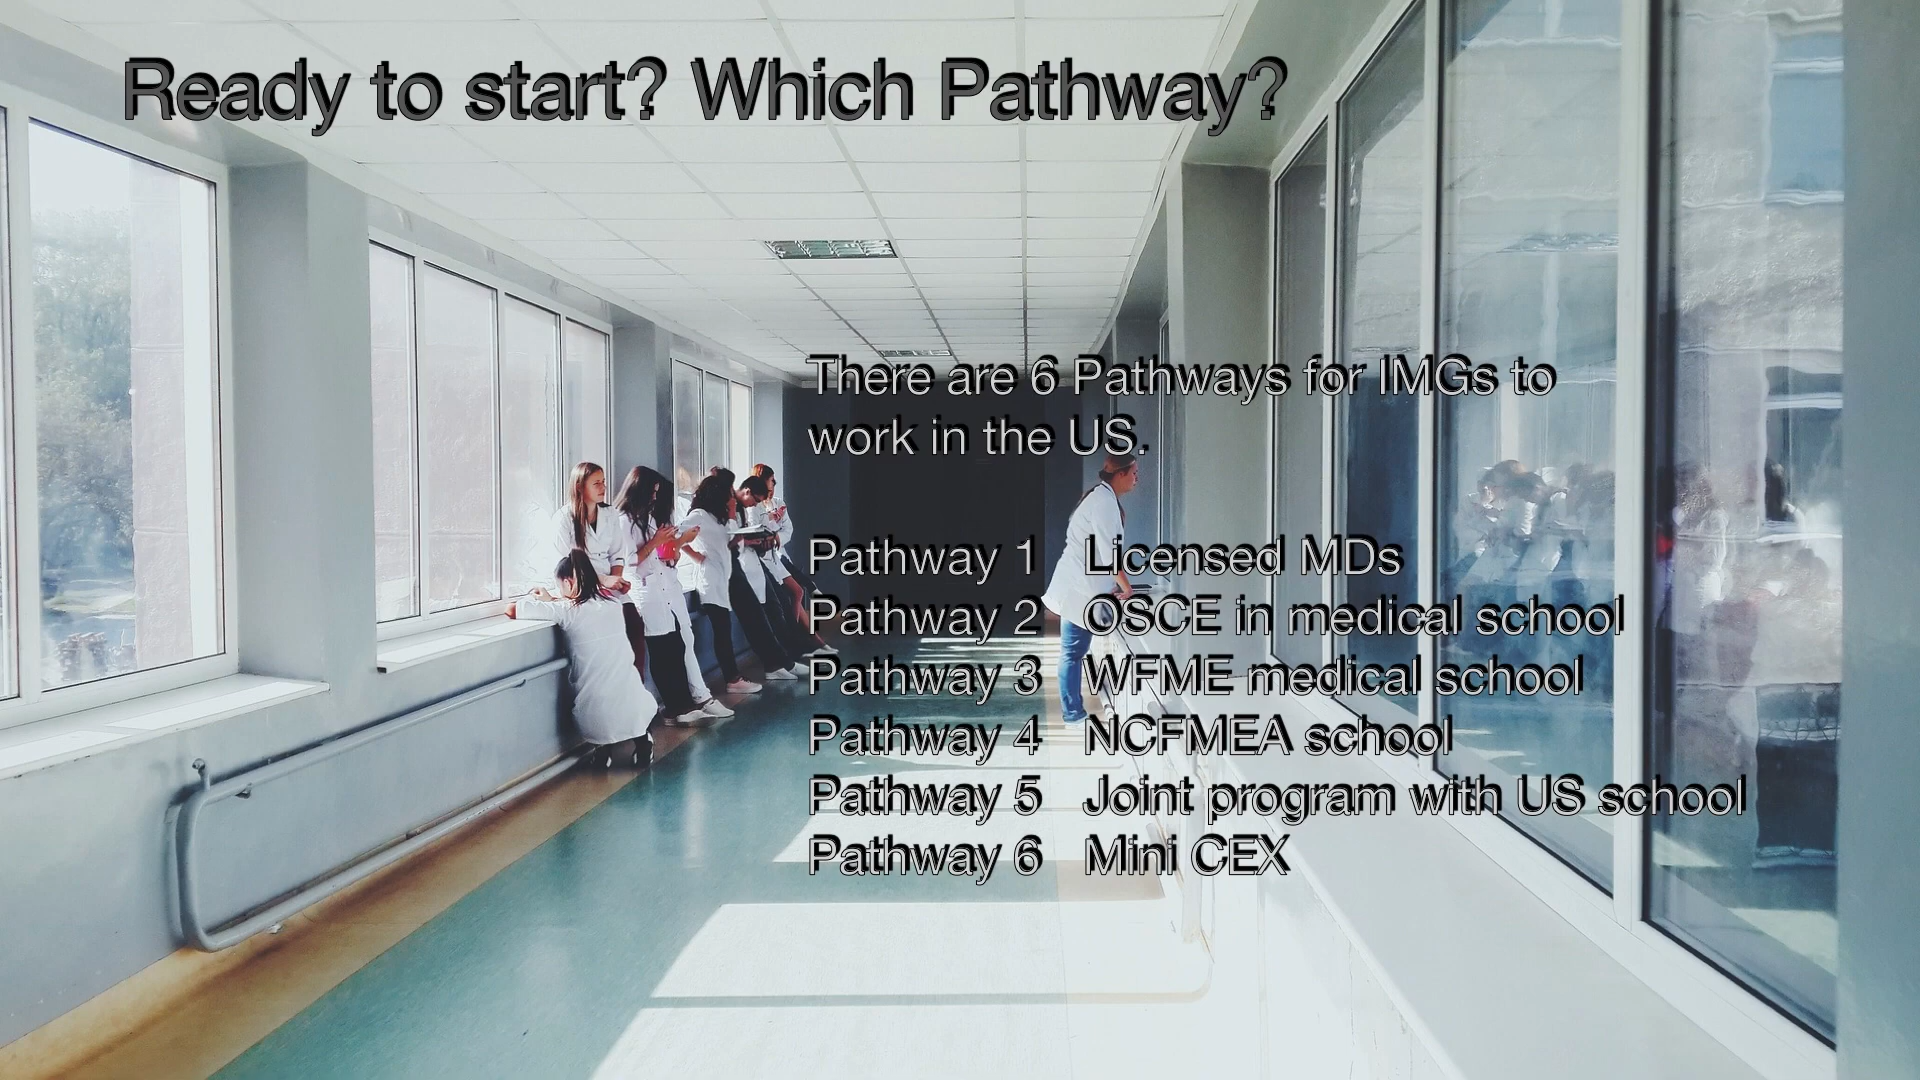 Ready to start? Which Pathway?
There are 6 Pathways for IMGs to
work in the US.
Pathway 1 Licensed MDs
Pathway 2 OSCE in medical school
Pathway 3 WFME medical school
Pathway 4 NCFMEA school
Pathway 5 Joint program with US school
Pathway 6 Mini CEX